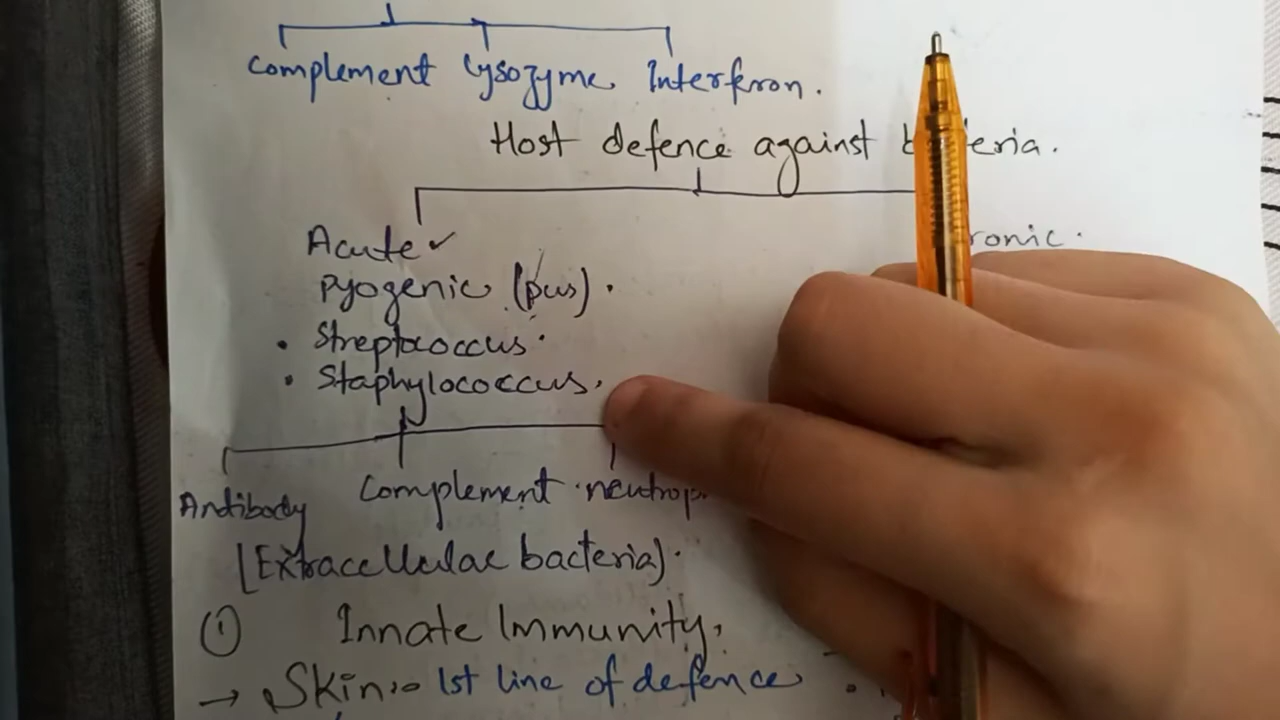 Complement Lysozyme Interferon.
Host defence against
Acute ✓
pyogenic (pus).
• Streptococcus.
• Staphylococcus.
Antibody Complement
[Extracellular bacteria].
① Innate Immunity,
→ Skin:- 1st line of defence